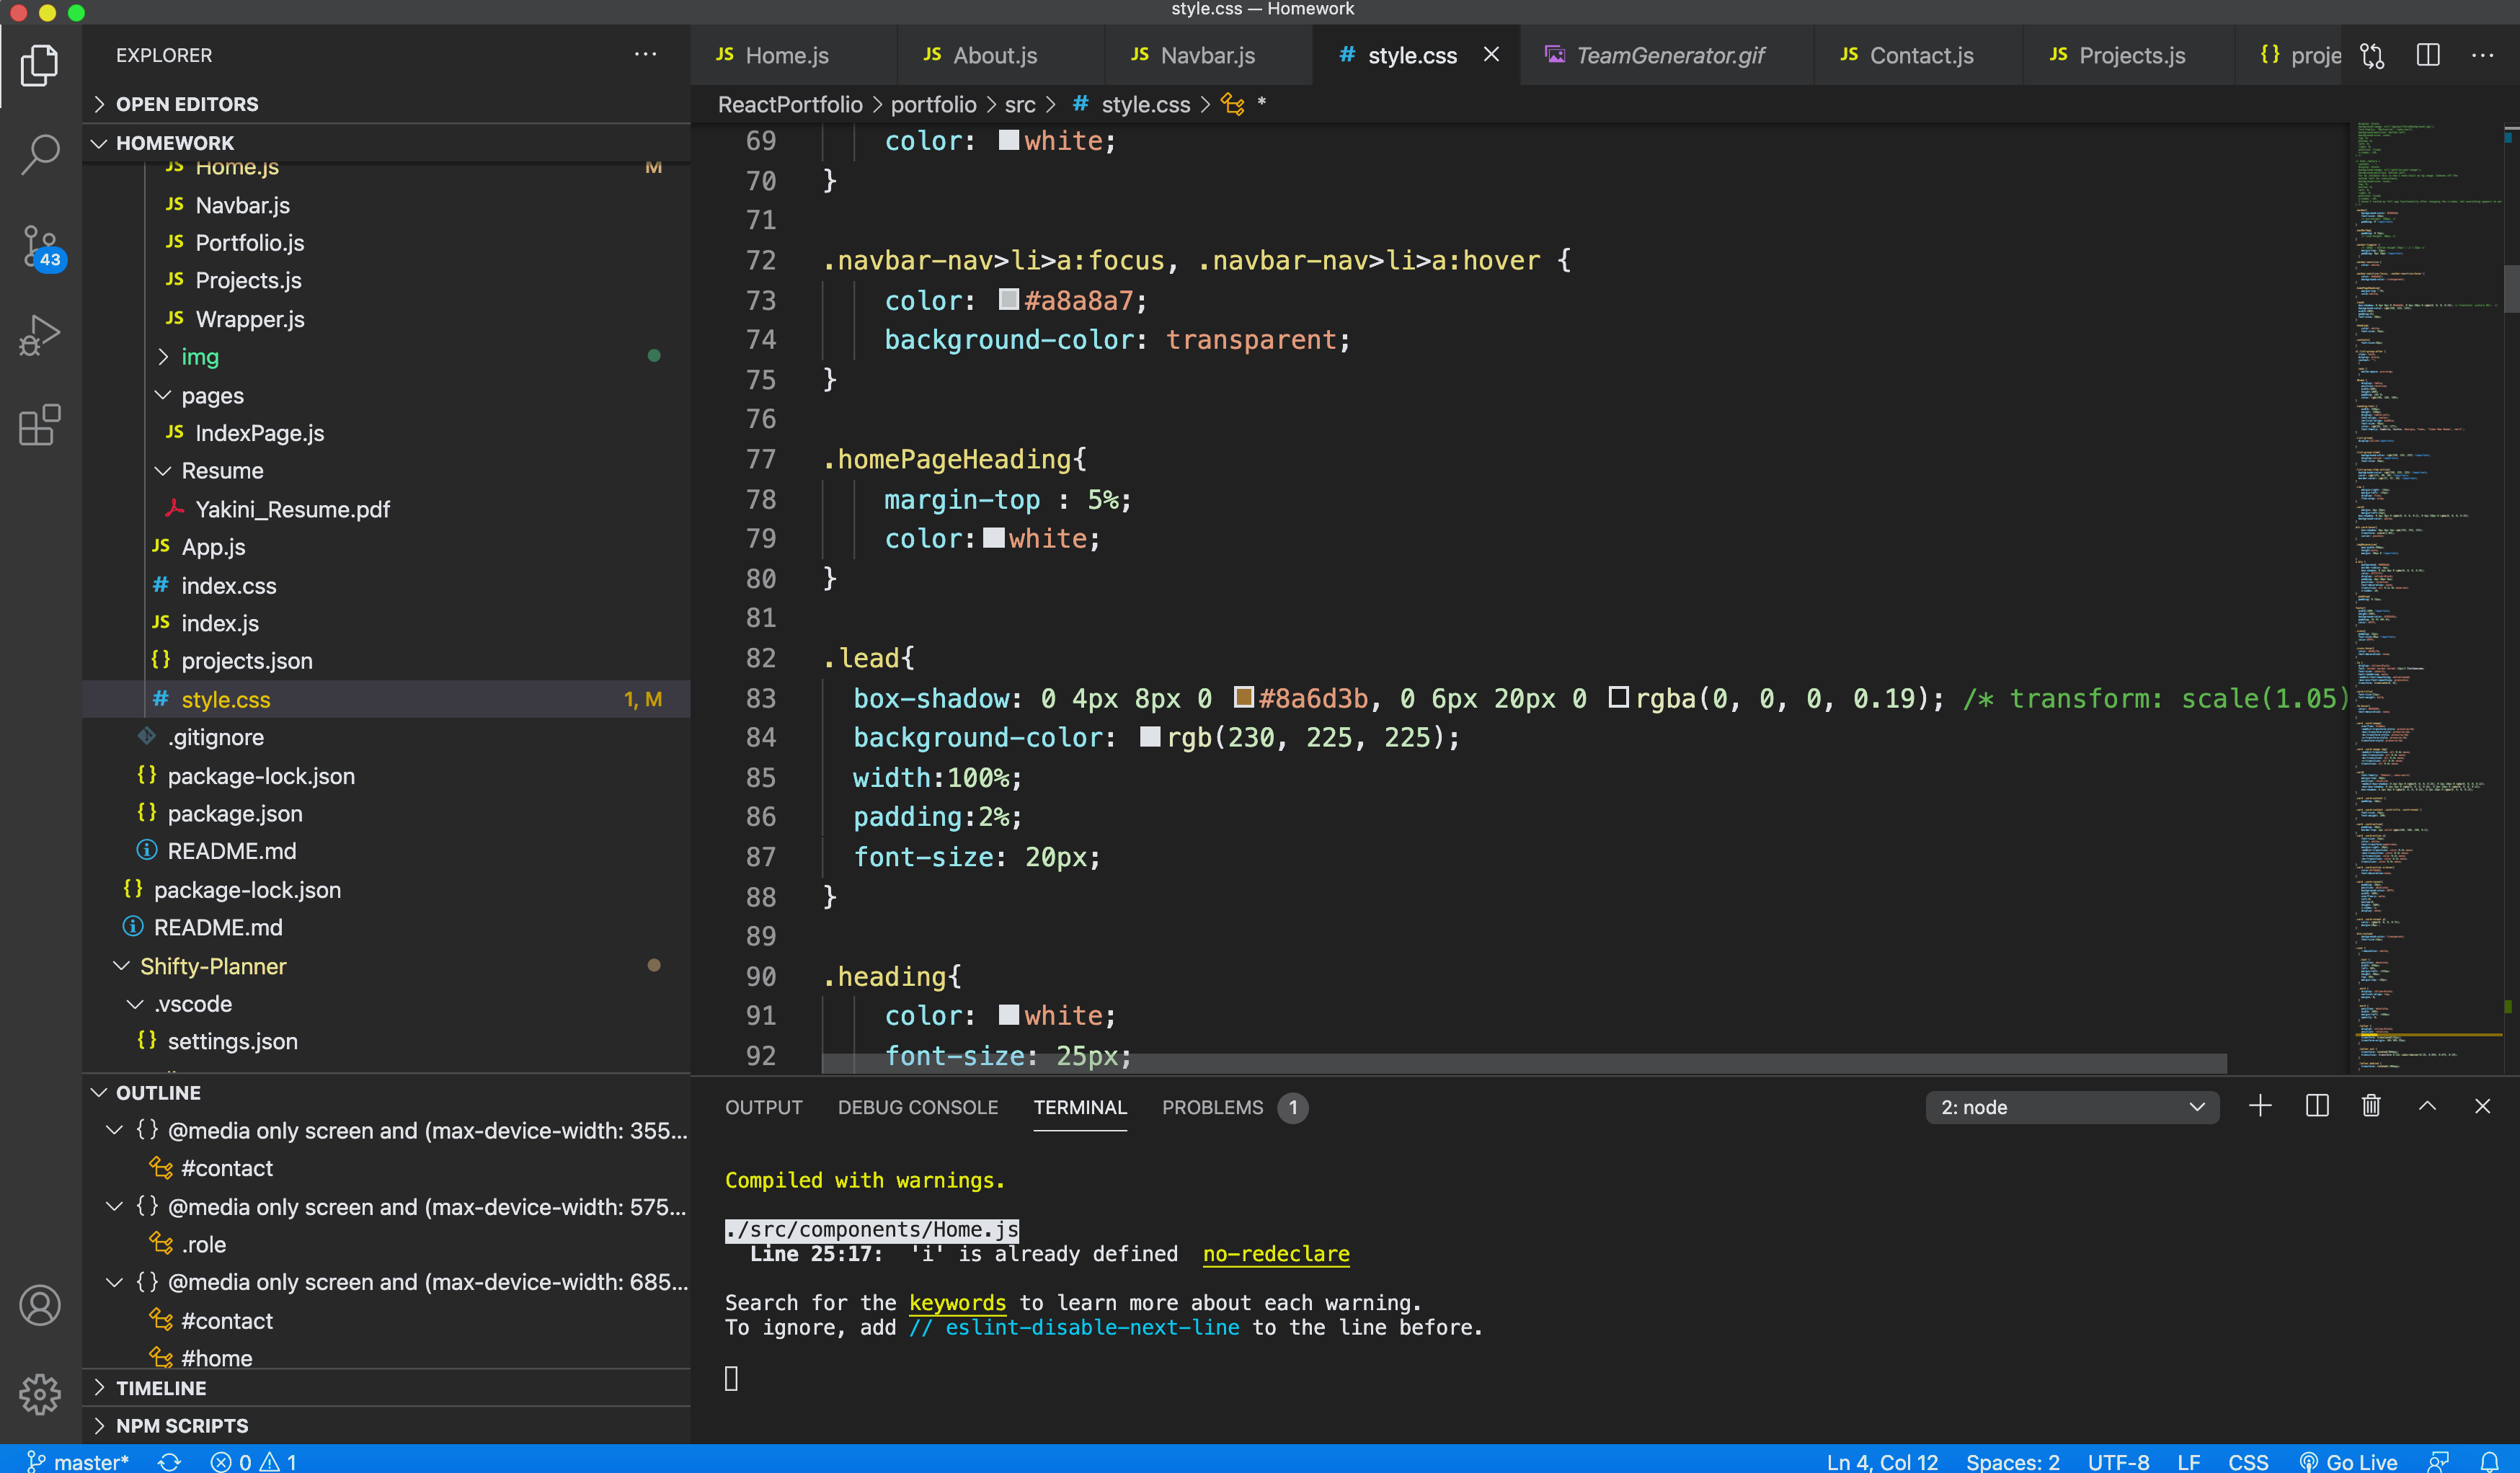 style.css — Homework
EXPLORER
OPEN EDITORS
HOMEWORK
Home.js M
Navbar.js
Portfolio.js
Projects.js
Wrapper.js
img
pages
IndexPage.js
Resume
Yakini_Resume.pdf
App.js
index.css
index.js
projects.json
style.css 1, M
.gitignore
package-lock.json
package.json
README.md
package-lock.json
README.md
Shifty-Planner
.vscode
settings.json
OUTLINE
@media only screen and (max-device-width: 355...
#contact
@media only screen and (max-device-width: 575...
.role
@media only screen and (max-device-width: 685...
#contact
#home
TIMELINE
NPM SCRIPTS
43
JS Home.js JS About.js JS Navbar.js # style.css TeamGenerator.gif JS Contact.js JS Projects.js {} proje
ReactPortfolio > portfolio > src > # style.css > *
69 color: white;
70 }
71
72 .navbar-nav>li>a:focus, .navbar-nav>li>a:hover {
73 color: #a8a8a7;
74 background-color: transparent;
75 }
76
77 .homePageHeading{
78 margin-top : 5%;
79 color: white;
80 }
81
82 .lead{
83 box-shadow: 0 4px 8px 0 #8a6d3b, 0 6px 20px 0 rgba(0, 0, 0, 0.19); /* transform: scale(1.05)
84 background-color: rgb(230, 225, 225);
85 width:100%;
86 padding:2%;
87 font-size: 20px;
88 }
89
90 .heading{
91 color: white;
92 font-size: 25px;
OUTPUT DEBUG CONSOLE TERMINAL PROBLEMS 1 2: node
Compiled with warnings.
./src/components/Home.js
Line 25:17: 'i' is already defined no-redeclare
Search for the keywords to learn more about each warning.
To ignore, add // eslint-disable-next-line to the line before.
master* 0 1 Ln 4, Col 12 Spaces: 2 UTF-8 LF CSS Go Live